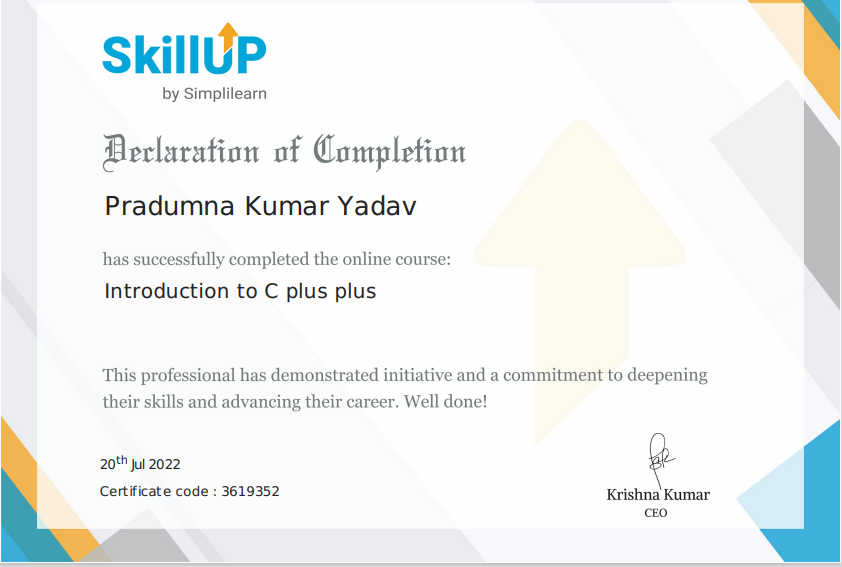 SkillUP
by Simplilearn
Declaration of Completion
Pradumna Kumar Yadav
has successfully completed the online course:
Introduction to C plus plus
This professional has demonstrated initiative and a commitment to deepening
their skills and advancing their career. Well done!
20th Jul 2022
Certificate code : 3619352
Krishna Kumar
CEO